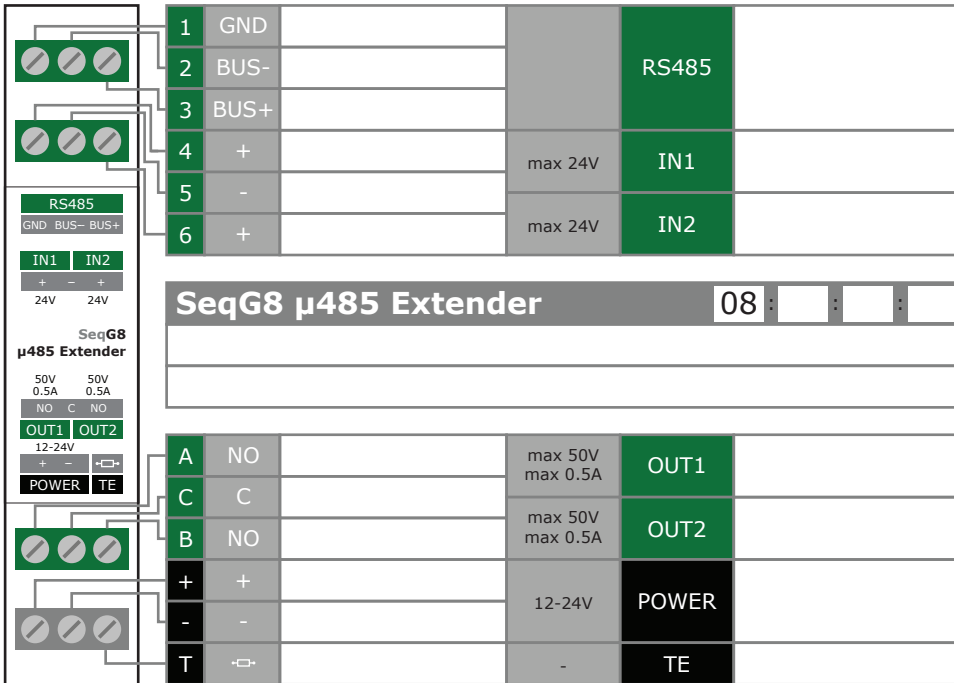 1 GND
2 BUS-
3 BUS+
RS485
4 +
5 -
6 +
max 24V IN1
max 24V IN2
RS485
GND BUS− BUS+
IN1 IN2
+ − +
24V 24V
SeqG8
µ485 Extender
50V 50V
0.5A 0.5A
NO C NO
OUT1 OUT2
12-24V
+ −
POWER TE
SeqG8 µ485 Extender 08 : : :
A NO
C C
B NO
max 50V
max 0.5A
OUT1
max 50V
max 0.5A
OUT2
+ +
- -
12-24V POWER
T
- TE